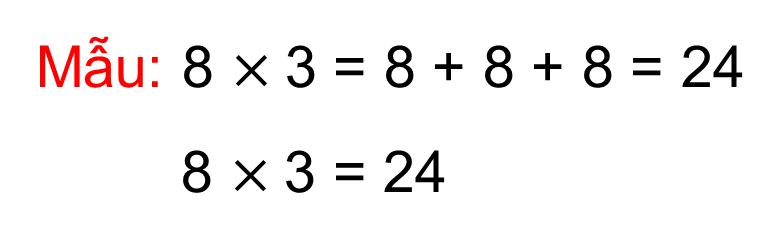 Mẫu: 8 × 3 = 8 + 8 + 8 = 24
8 × 3 = 24